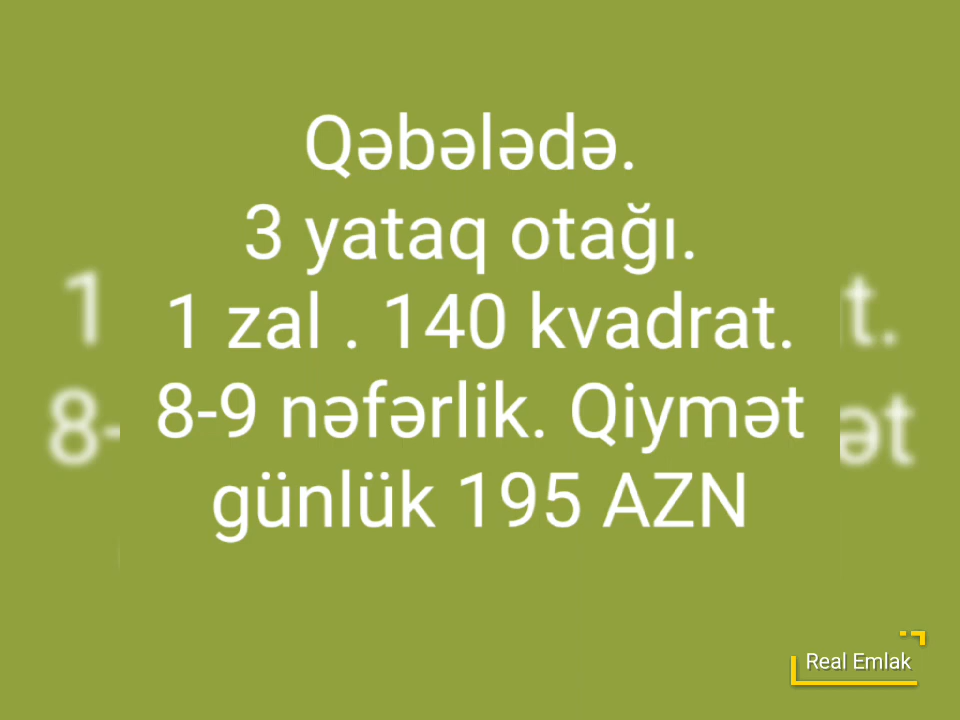 Qəbələdə.
3 yataq otağı.
1 zal . 140 kvadrat.
8-9 nəfərlik. Qiymət
günlük 195 AZN
Real Emlak